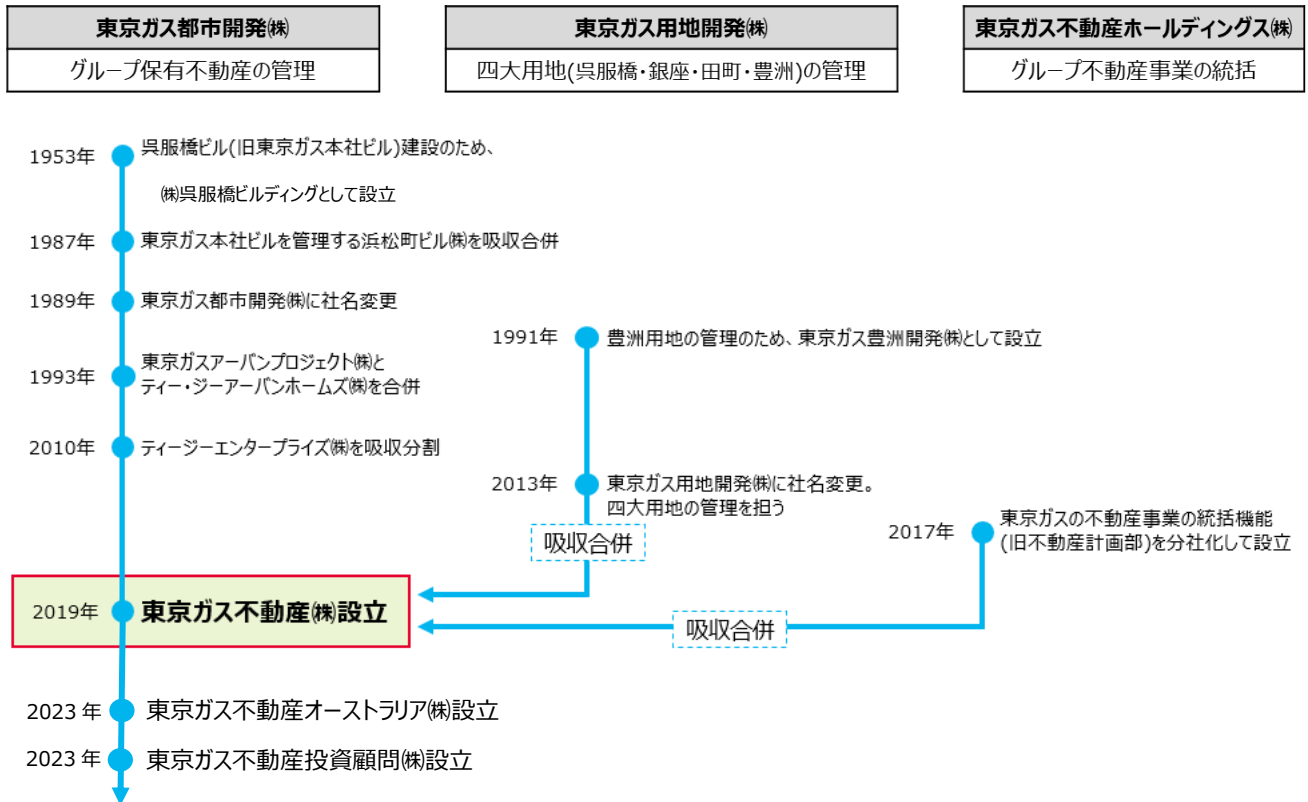 東京ガス都市開発㈱
グループ保有不動産の管理
東京ガス用地開発㈱
四大用地(呉服橋・銀座・田町・豊洲)の管理
東京ガス不動産ホールディングス㈱
グループ不動産事業の統括
1953年
呉服橋ビル(旧東京ガス本社ビル)建設のため、
㈱呉服橋ビルディングとして設立
1987年
東京ガス本社ビルを管理する浜松町ビル㈱を吸収合併
1989年
東京ガス都市開発㈱に社名変更
1991年
豊洲用地の管理のため、東京ガス豊洲開発㈱として設立
1993年
東京ガスアーバンプロジェクト㈱と
ティー・ジーアーバンホームズ㈱を合併
2010年
ティージーエンタープライズ㈱を吸収分割
2013年
東京ガス用地開発㈱に社名変更。
四大用地の管理を担う
吸収合併
2017年
東京ガスの不動産事業の統括機能
(旧不動産計画部)を分社化して設立
2019年
東京ガス不動産㈱設立
吸収合併
2023 年
東京ガス不動産オーストラリア㈱設立
2023 年
東京ガス不動産投資顧問㈱設立